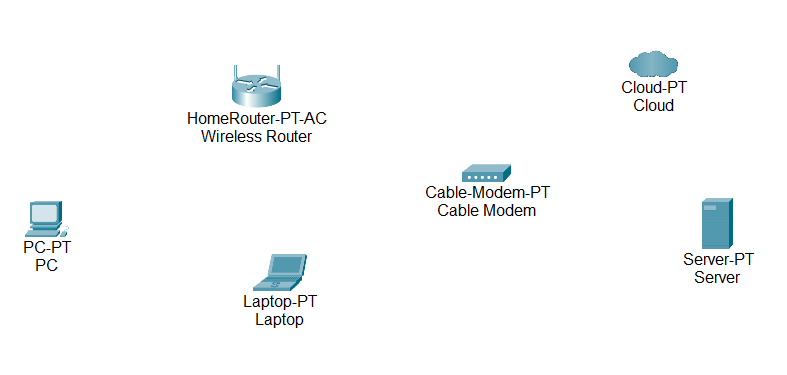 HomeRouter-PT-AC
Wireless Router
Cloud-PT
Cloud
Cable-Modem-PT
Cable Modem
PC-PT
PC
Server-PT
Server
Laptop-PT
Laptop